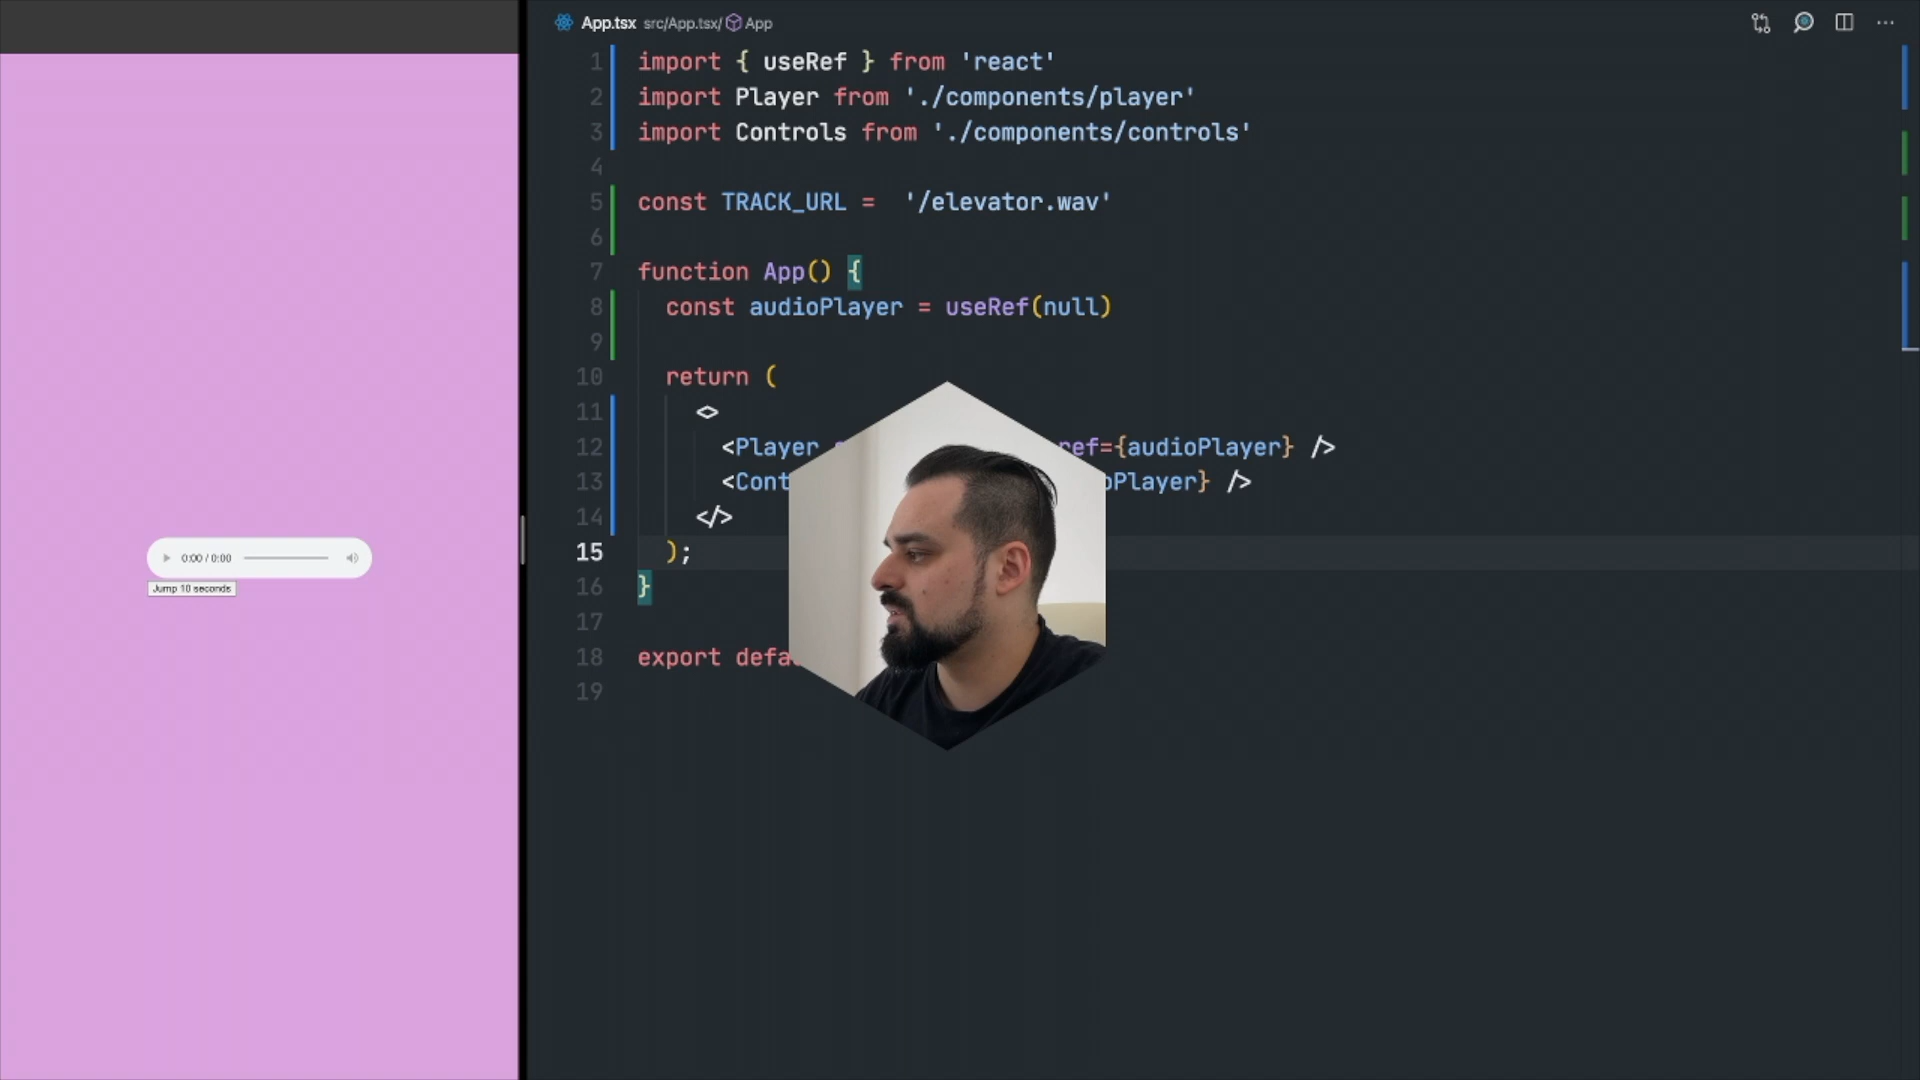 App.tsx src/App.tsx/ App
1 import { useRef } from 'react'
2 import Player from './components/player'
3 import Controls from './components/controls'
4
5 const TRACK_URL =  '/elevator.wav'
6
7 function App() {
8 const audioPlayer = useRef(null)
9
10 return (
11 <>
12 <Player ref={audioPlayer} />
13 <Cont oPlayer} />
14 </>
15 );
16 }
17
18 export defa
19
0:00 / 0:00
Jump 10 seconds